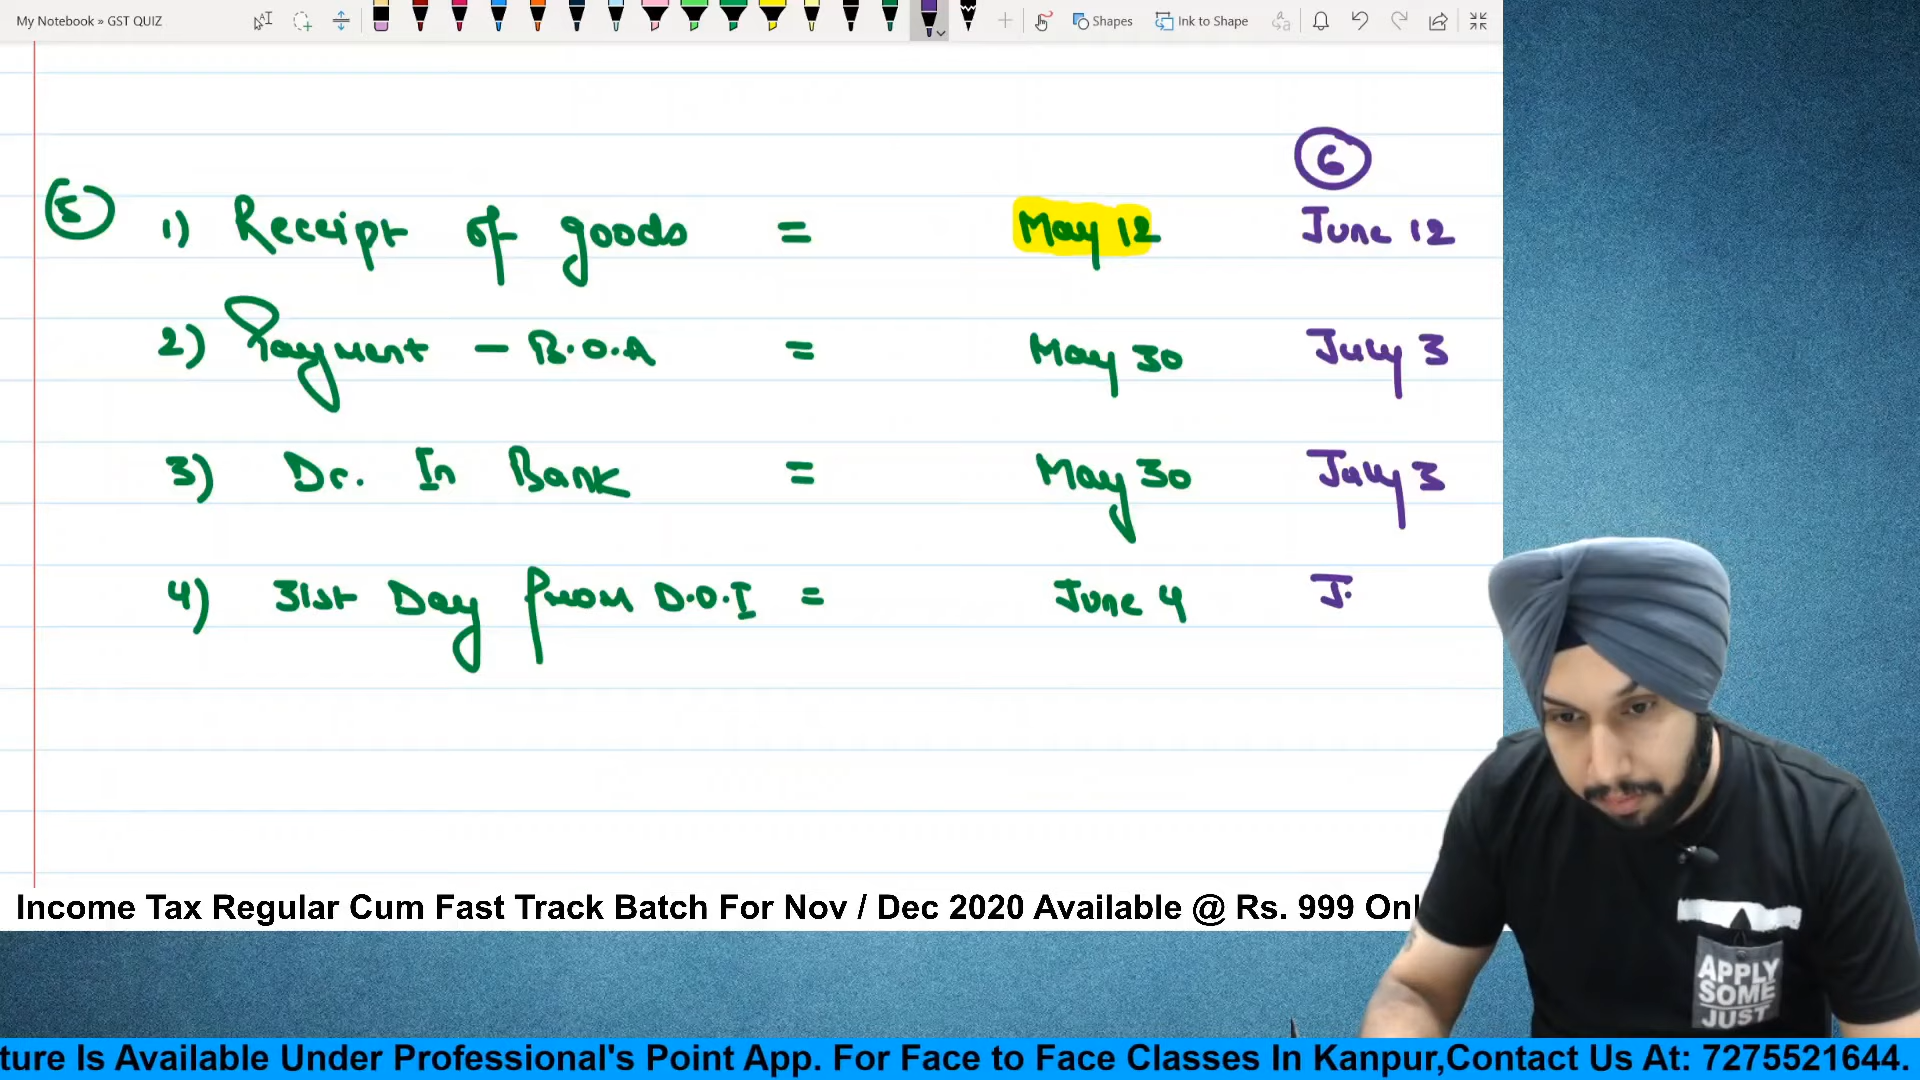 My Notebook » GST QUIZ
Shapes
Ink to Shape
6
5 1) Receipt of goods = May 12 June 12
2) Payment - B.O.A = May 30 July 3
3) Dr. In Bank = May 30 July 3
4) 31st Day from D.O.I = June 4 J.
Income Tax Regular Cum Fast Track Batch For Nov / Dec 2020 Available @ Rs. 999 Onl
APPLY
SOME
JUST
ture Is Available Under Professional's Point App. For Face to Face Classes In Kanpur,Contact Us At: 7275521644.